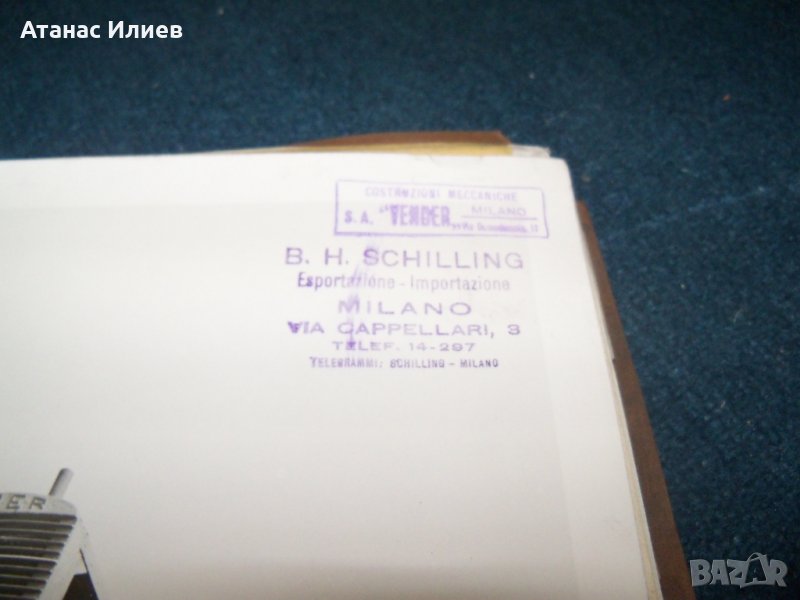 Атанас Илиев
COSTRUZIONI MECCANICHE
S.A. "VENDER" MILANO
B. H. SCHILLING
Esportazione - Importazione
MILANO
VIA CAPPELLARI, 3
TELEF. 14-297
TELEGRAMMI: SCHILLING - MILANO
BAZAR